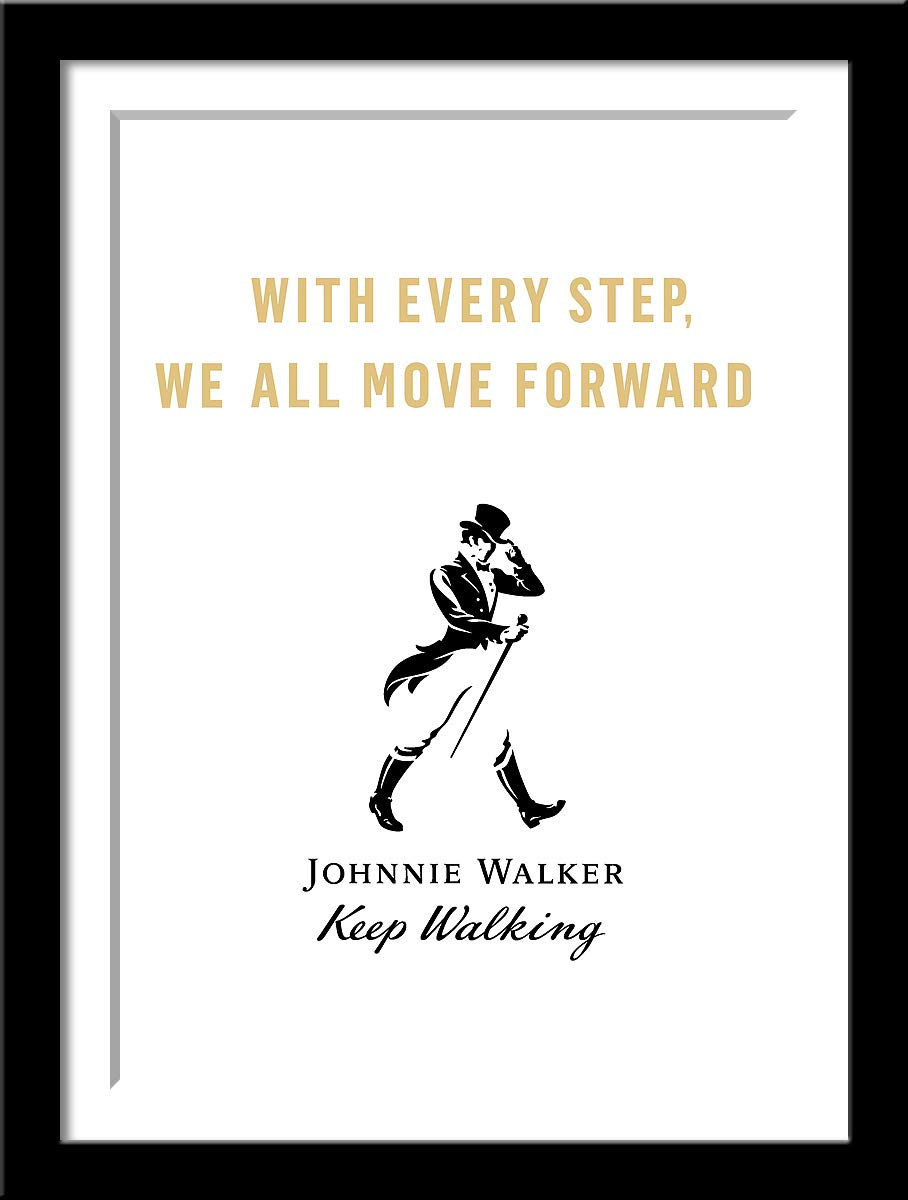 WITH EVERY STEP,
WE ALL MOVE FORWARD
JOHNNIE WALKER
Keep Walking